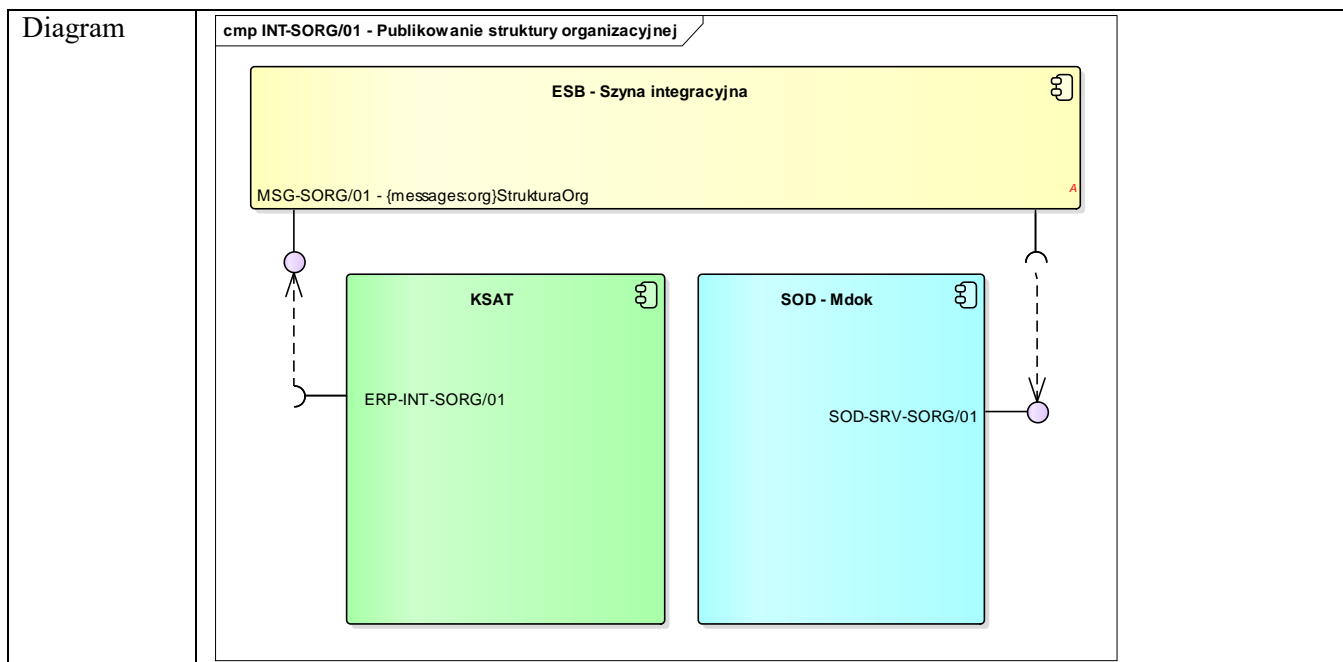 Diagram
cmp INT-SORG/01 - Publikowanie struktury organizacyjnej
ESB - Szyna integracyjna
MSG-SORG/01 - {messages:org}StrukturaOrg
A
KSAT
SOD - Mdok
ERP-INT-SORG/01
SOD-SRV-SORG/01